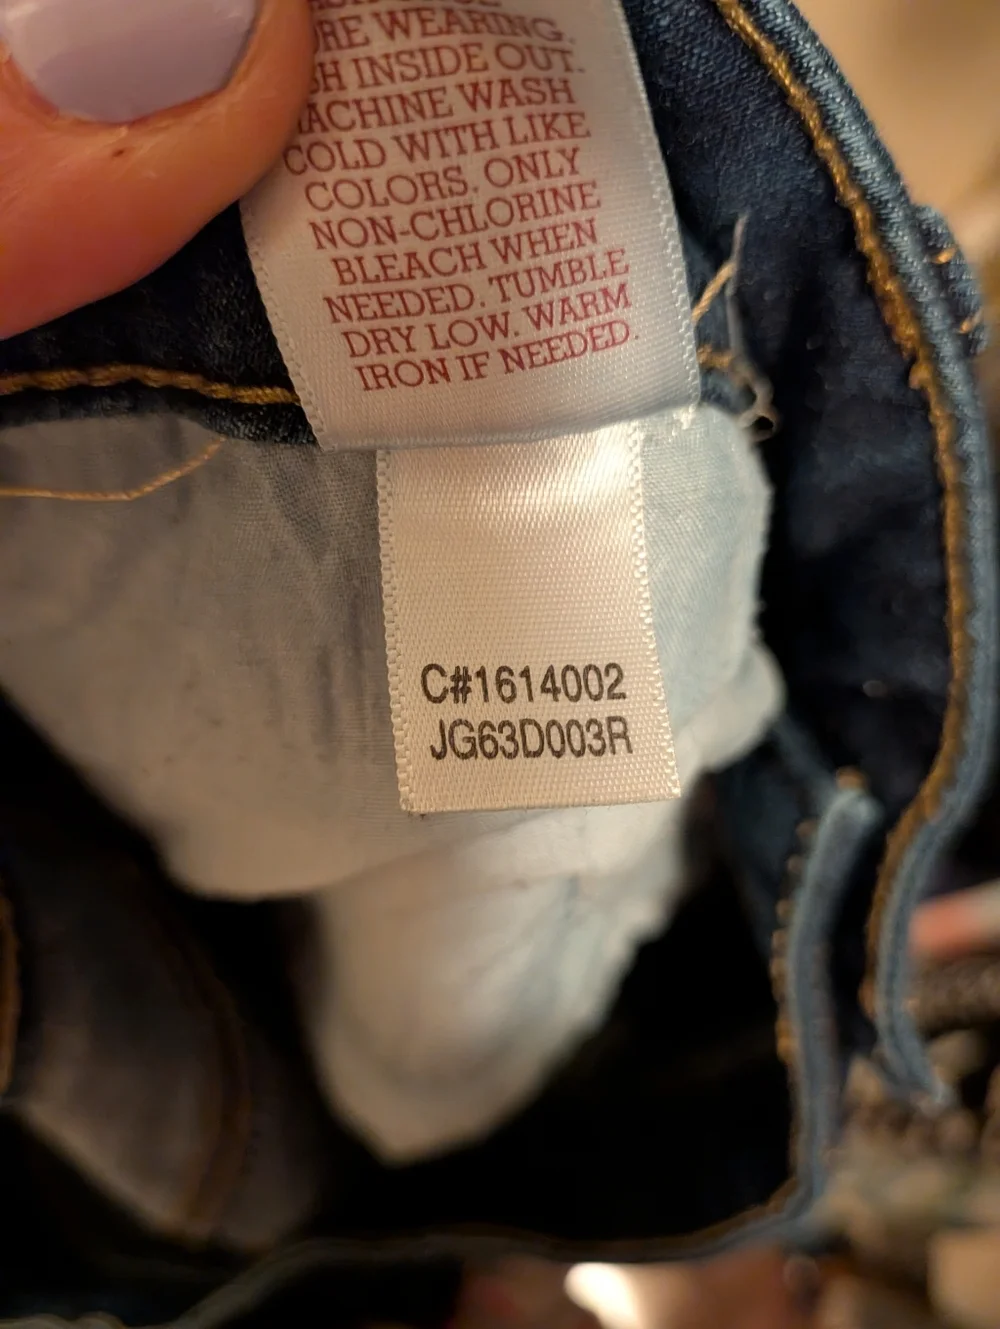 WEARING.
INSIDE OUT.
MACHINE WASH
COLD WITH LIKE
COLORS. ONLY
NON-CHLORINE
BLEACH WHEN
NEEDED. TUMBLE
DRY LOW. WARM
IRON IF NEEDED.
C#1614002
JG63D003R